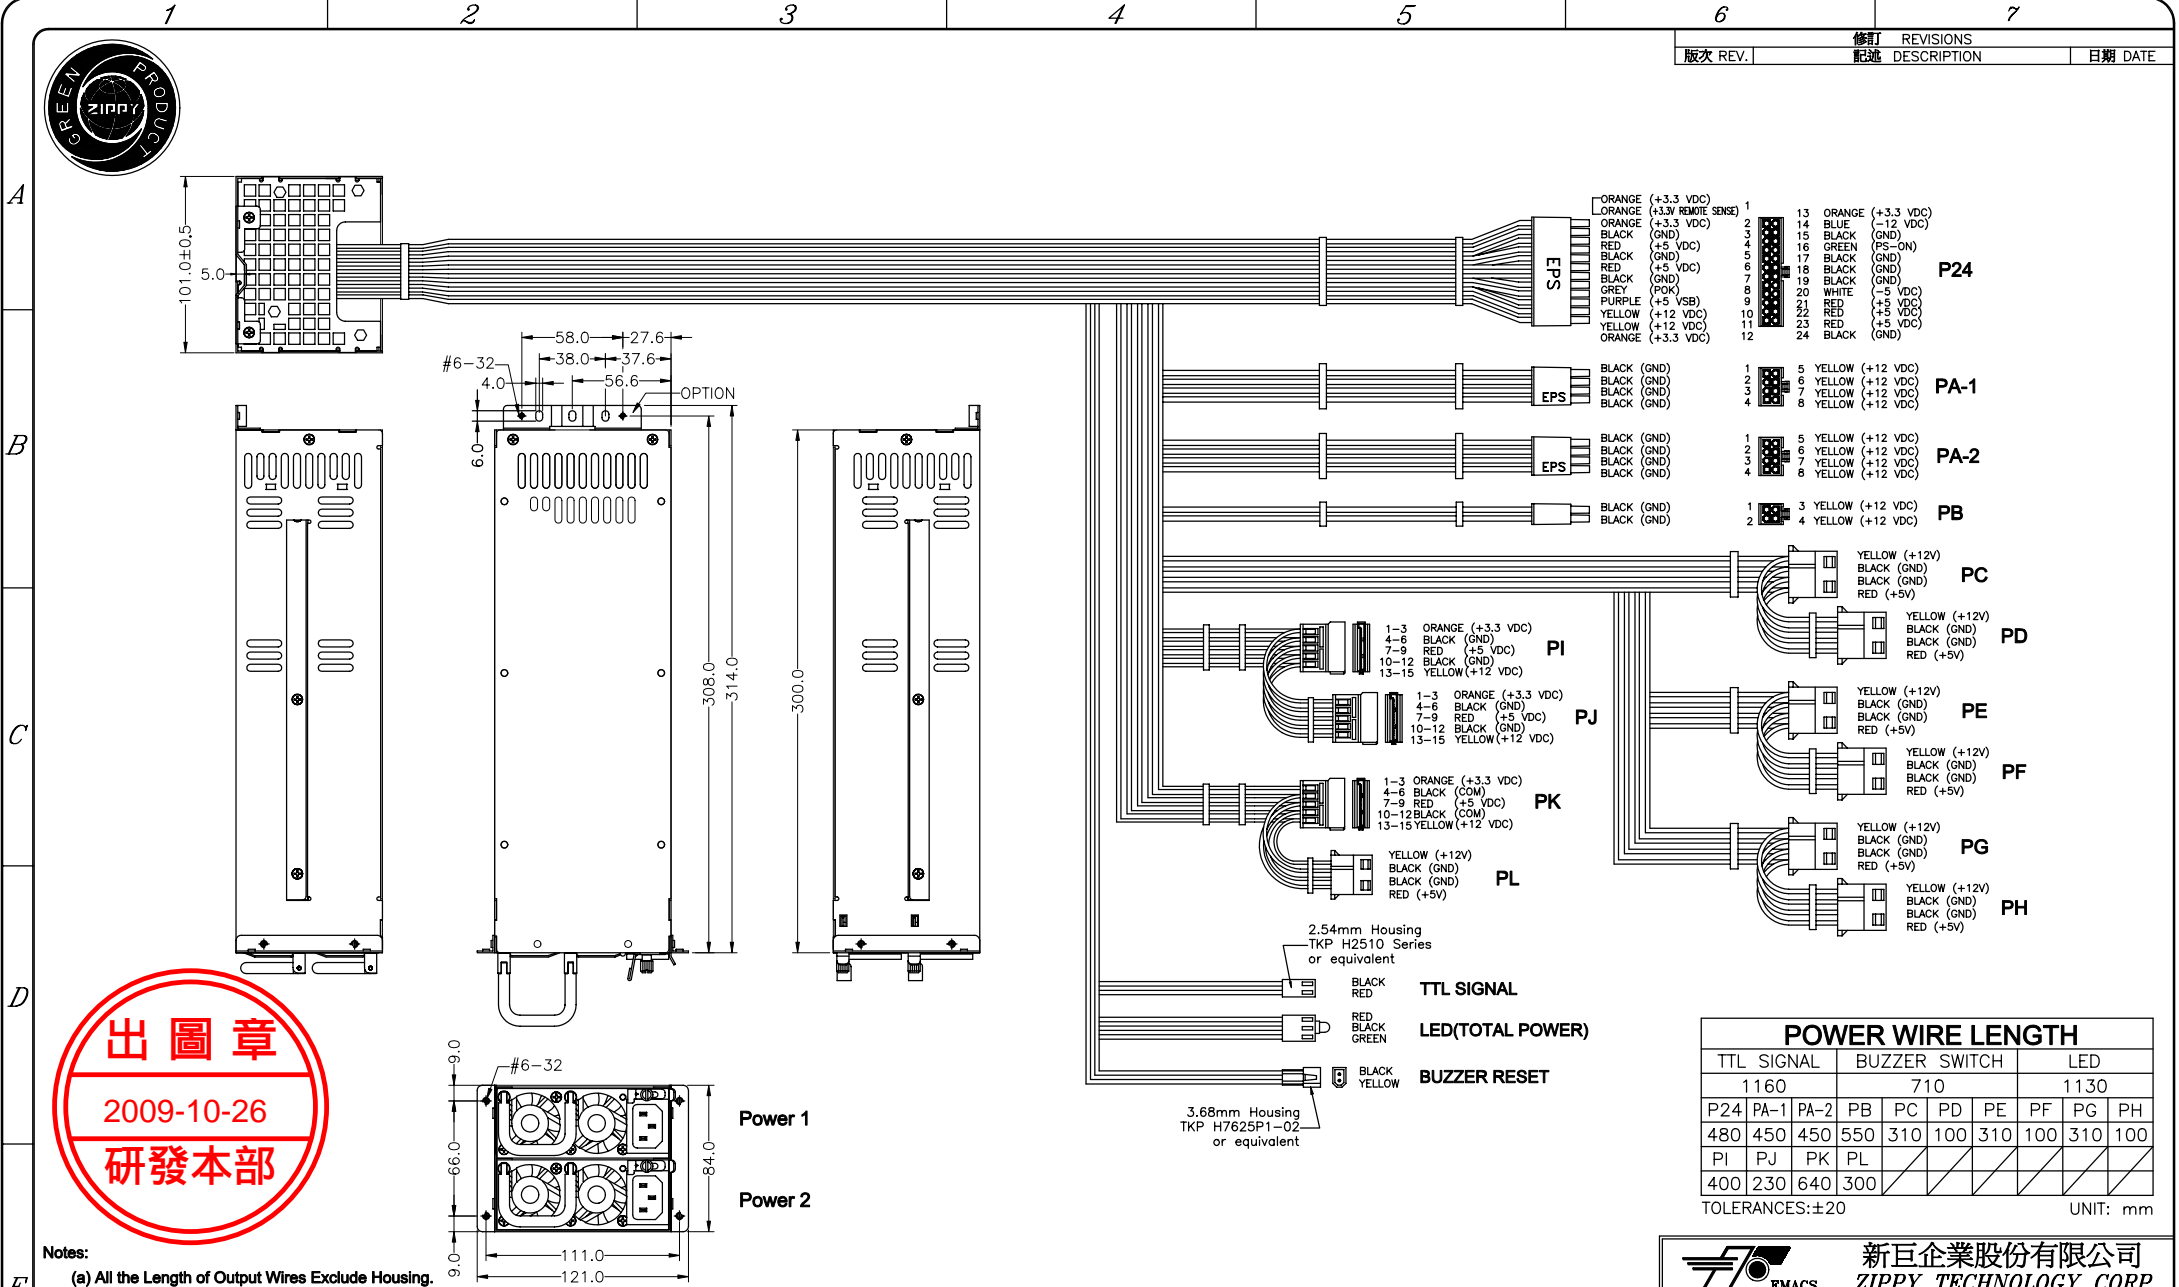 1 2 3 4 5 6 7
修訂 REVISIONS
版次 REV. 記述 DESCRIPTION 日期 DATE
GREEN PRODUCT
ZIPPY
A
B
C
D
E
101.0±0.5
5.0
ORANGE (+3.3 VDC)
ORANGE (+3.3V REMOTE SENSE) 1
ORANGE (+3.3 VDC) 2
BLACK (GND) 3
RED (+5 VDC) 4
BLACK (GND) 5
RED (+5 VDC) 6
BLACK (GND) 7
GREY (POK) 8
PURPLE (+5 VSB) 9
YELLOW (+12 VDC) 10
YELLOW (+12 VDC) 11
ORANGE (+3.3 VDC) 12
EPS
13 ORANGE (+3.3 VDC)
14 BLUE (-12 VDC)
15 BLACK (GND)
16 GREEN (PS-ON)
17 BLACK (GND)
18 BLACK (GND)
19 BLACK (GND)
20 WHITE (-5 VDC)
21 RED (+5 VDC)
22 RED (+5 VDC)
23 RED (+5 VDC)
24 BLACK (GND)
P24
58.0 27.6
#6-32 38.0 37.6
4.0 56.6
OPTION
6.0
308.0
314.0
300.0
EPS
BLACK (GND) 1 5 YELLOW (+12 VDC)
BLACK (GND) 2 6 YELLOW (+12 VDC)
BLACK (GND) 3 7 YELLOW (+12 VDC)
BLACK (GND) 4 8 YELLOW (+12 VDC)
PA-1
EPS
BLACK (GND) 1 5 YELLOW (+12 VDC)
BLACK (GND) 2 6 YELLOW (+12 VDC)
BLACK (GND) 3 7 YELLOW (+12 VDC)
BLACK (GND) 4 8 YELLOW (+12 VDC)
PA-2
BLACK (GND) 1 3 YELLOW (+12 VDC)
BLACK (GND) 2 4 YELLOW (+12 VDC)
PB
YELLOW (+12V)
BLACK (GND)
BLACK (GND)
RED (+5V)
PC
YELLOW (+12V)
BLACK (GND)
BLACK (GND)
RED (+5V)
PD
1-3 ORANGE (+3.3 VDC)
4-6 BLACK (GND)
7-9 RED (+5 VDC)
10-12 BLACK (GND)
13-15 YELLOW(+12 VDC)
PI
1-3 ORANGE (+3.3 VDC)
4-6 BLACK (GND)
7-9 RED (+5 VDC)
10-12 BLACK (GND)
13-15 YELLOW(+12 VDC)
PJ
YELLOW (+12V)
BLACK (GND)
BLACK (GND)
RED (+5V)
PE
YELLOW (+12V)
BLACK (GND)
BLACK (GND)
RED (+5V)
PF
1-3 ORANGE (+3.3 VDC)
4-6 BLACK (COM)
7-9 RED (+5 VDC)
10-12BLACK (COM)
13-15YELLOW(+12 VDC)
PK
YELLOW (+12V)
BLACK (GND)
BLACK (GND)
RED (+5V)
PL
YELLOW (+12V)
BLACK (GND)
BLACK (GND)
RED (+5V)
PG
YELLOW (+12V)
BLACK (GND)
BLACK (GND)
RED (+5V)
PH
2.54mm Housing
TKP H2510 Series
or equivalent
BLACK
RED
TTL SIGNAL
RED
BLACK
GREEN
LED(TOTAL POWER)
BLACK
YELLOW
BUZZER RESET
3.68mm Housing
TKP H7625P1-02
or equivalent
出圖章
2009-10-26
研發本部
9.0
#6-32
66.0
84.0
9.0
111.0
121.0
Power 1
Power 2
POWER WIRE LENGTH
TTL SIGNAL BUZZER SWITCH LED
1160 710 1130
P24 PA-1 PA-2 PB PC PD PE PF PG PH
480 450 450 550 310 100 310 100 310 100
PI PJ PK PL
400 230 640 300
TOLERANCES:±20 UNIT: mm
Notes:
(a) All the Length of Output Wires Exclude Housing.
EMACS
新巨企業股份有限公司
ZIPPY TECHNOLOGY CORP